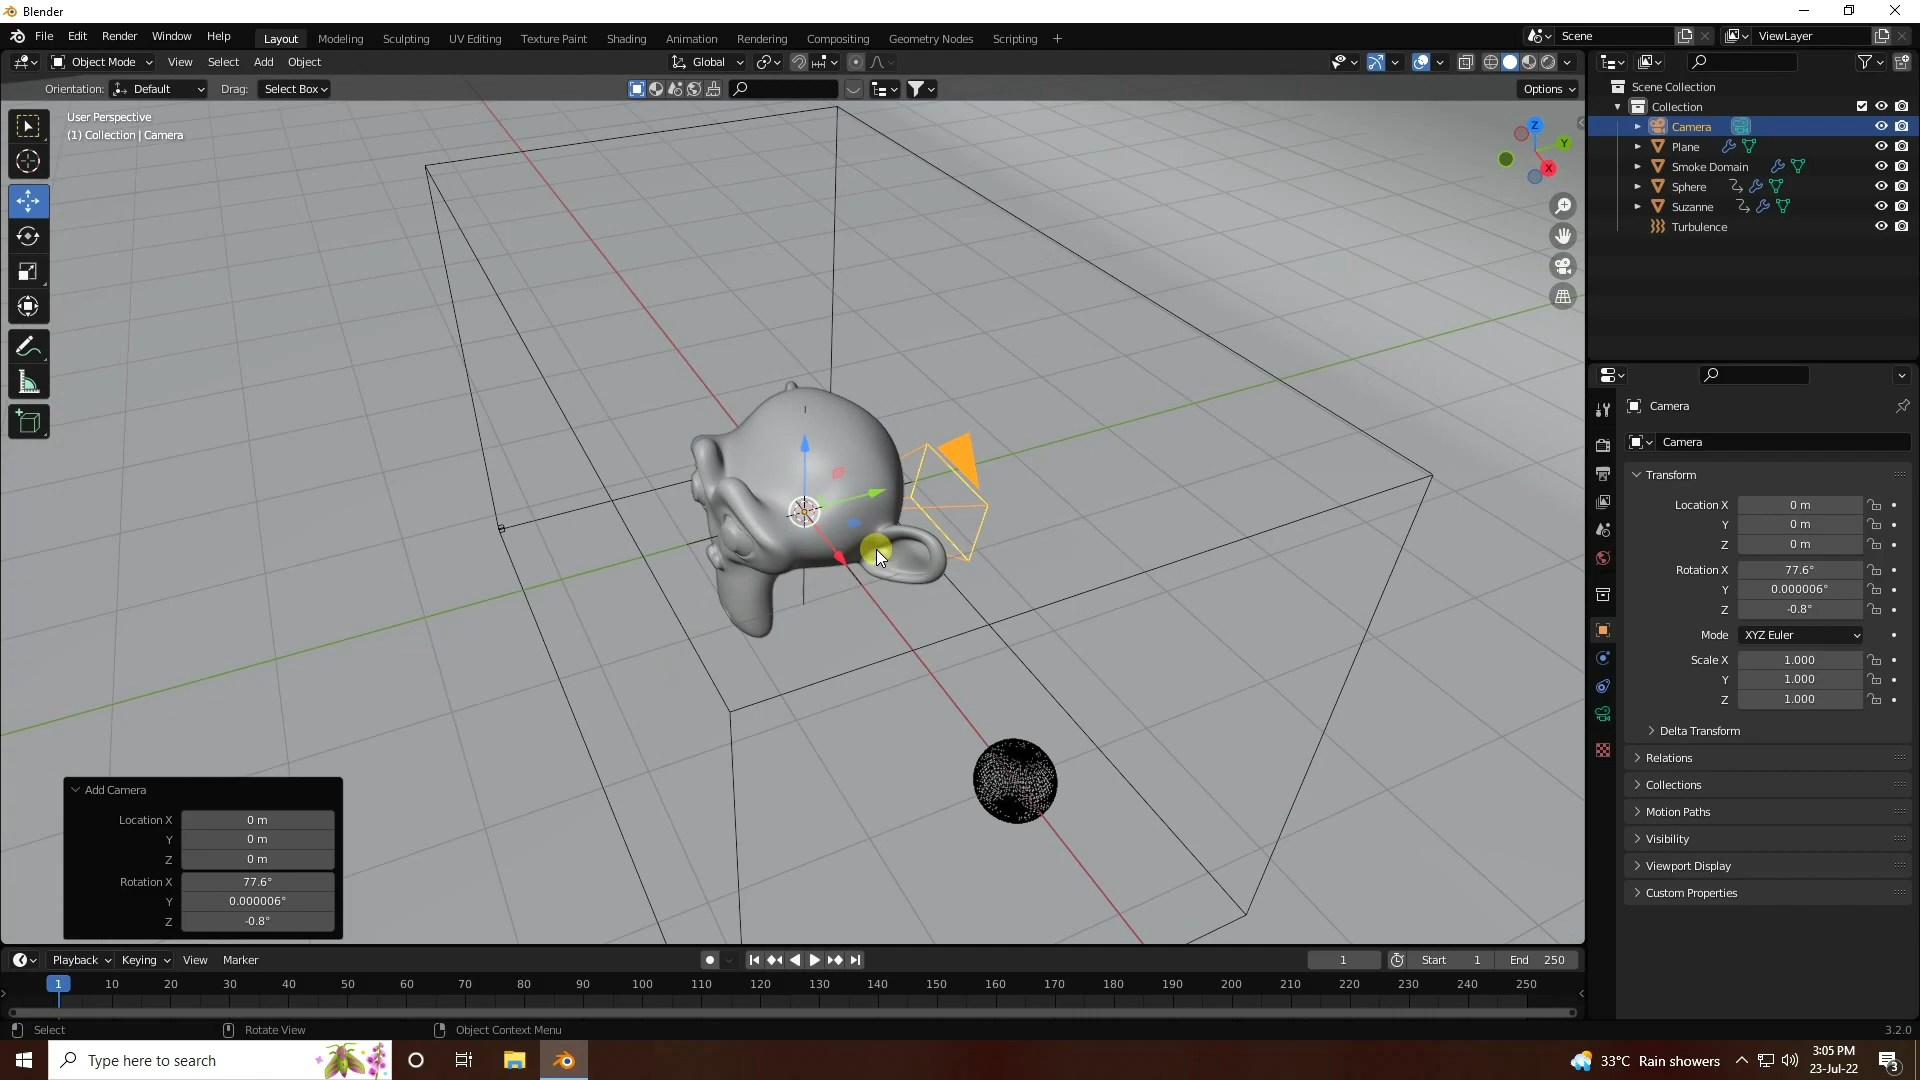 Blender
File Edit Render Window Help Layout Modeling Sculpting UV Editing Texture Paint Shading Animation Rendering Compositing Geometry Nodes Scripting + Scene ViewLayer
Object Mode View Select Add Object Global
Orientation: Default Drag: Select Box Options
User Perspective
(1) Collection | Camera
Z
Y
X
Scene Collection
Collection
Camera
Plane
Smoke Domain
Sphere
Suzanne
Turbulence
Camera
Camera
Transform
Location X 0 m
Y 0 m
Z 0 m
Rotation X 77.6°
Y 0.000006°
Z -0.8°
Mode XYZ Euler
Scale X 1.000
Y 1.000
Z 1.000
Delta Transform
Relations
Collections
Motion Paths
Visibility
Viewport Display
Custom Properties
Add Camera
Location X 0 m
Y 0 m
Z 0 m
Rotation X 77.6°
Y 0.000006°
Z -0.8°
Playback Keying View Marker 1 Start 1 End 250
1 10 20 30 40 50 60 70 80 90 100 110 120 130 140 150 160 170 180 190 200 210 220 230 240 250
Select Rotate View Object Context Menu 3.2.0
Type here to search 33°C Rain showers 3:05 PM
23-Jul-22 3